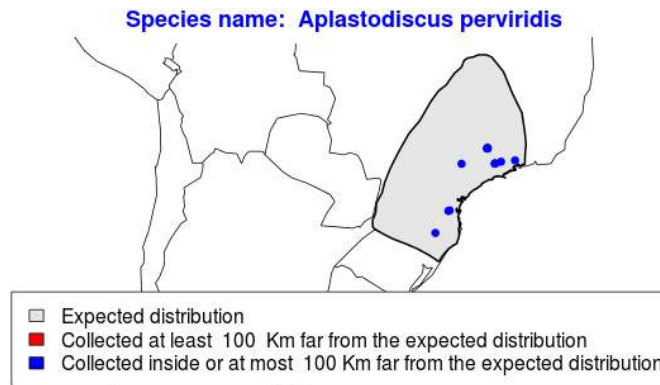 Species name:  Aplastodiscus perviridis
Expected distribution
Collected at least  100  Km far from the expected distribution
Collected inside or at most  100 Km far from the expected distribution